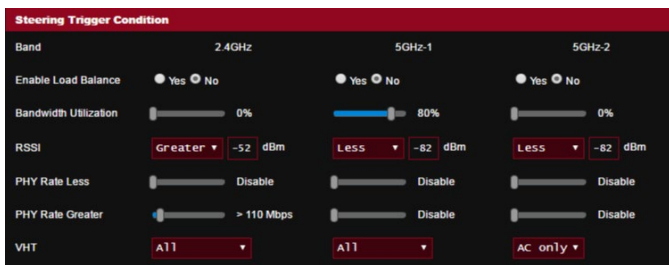 Steering Trigger Condition
Band 2.4GHz 5GHz-1 5GHz-2
Enable Load Balance Yes No Yes No Yes No
Bandwidth Utilization 0% 80% 0%
RSSI Greater -52 dBm Less -82 dBm Less -82 dBm
PHY Rate Less Disable Disable Disable
PHY Rate Greater > 110 Mbps Disable Disable
VHT All All AC only